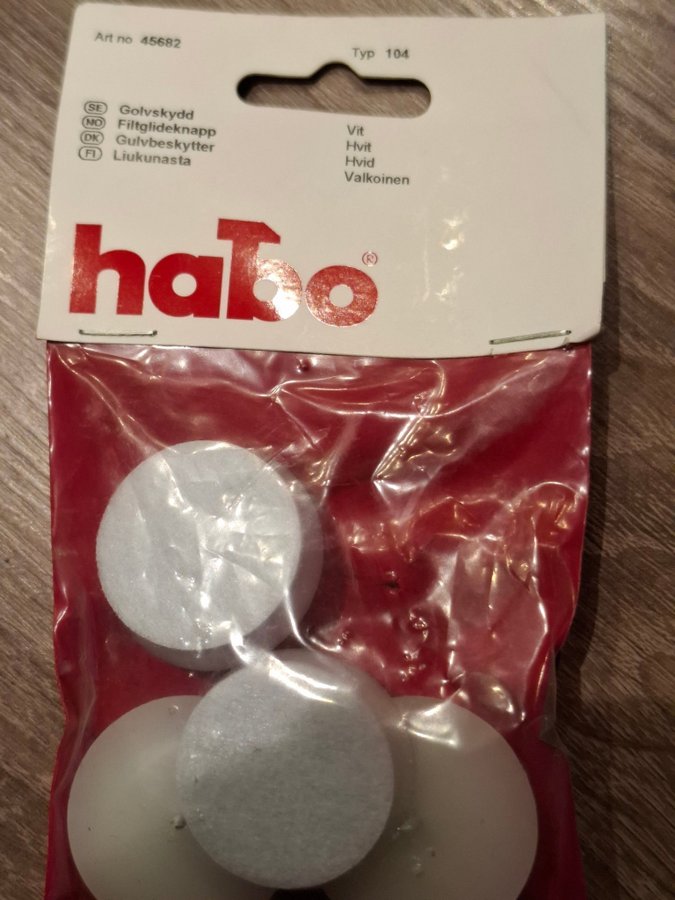 Art no 45682
Typ 104
SE Golvskydd
NO Filtglideknapp
DK Gulvbeskytter
FI Liukunasta
Vit
Hvit
Hvid
Valkoinen
habo®